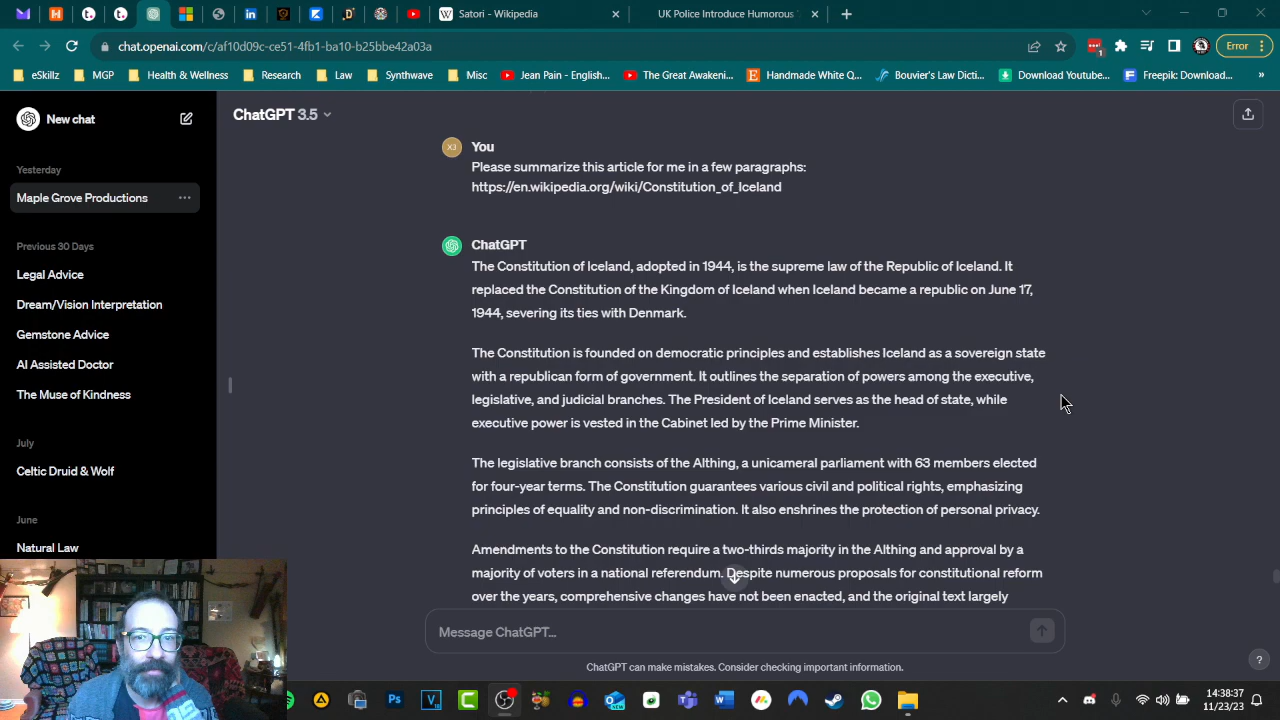 Satori - Wikipedia
UK Police Introduce Humorous
chat.openai.com/c/af10d09c-ce51-4fb1-ba10-b25bbe42a03a
Error
eSkillz
MGP
Health & Wellness
Research
Law
Synthwave
Misc
Jean Pain - English...
The Great Awakeni...
Handmade White Q...
Bouvier's Law Dicti...
Download Youtube...
Freepik: Download...
New chat
ChatGPT 3.5
Yesterday
Maple Grove Productions
Previous 30 Days
Legal Advice
Dream/Vision Interpretation
Gemstone Advice
AI Assisted Doctor
The Muse of Kindness
July
Celtic Druid & Wolf
June
Natural Law
XJ
You
Please summarize this article for me in a few paragraphs:
https://en.wikipedia.org/wiki/Constitution_of_Iceland
ChatGPT
The Constitution of Iceland, adopted in 1944, is the supreme law of the Republic of Iceland. It
replaced the Constitution of the Kingdom of Iceland when Iceland became a republic on June 17,
1944, severing its ties with Denmark.
The Constitution is founded on democratic principles and establishes Iceland as a sovereign state
with a republican form of government. It outlines the separation of powers among the executive,
legislative, and judicial branches. The President of Iceland serves as the head of state, while
executive power is vested in the Cabinet led by the Prime Minister.
The legislative branch consists of the Althing, a unicameral parliament with 63 members elected
for four-year terms. The Constitution guarantees various civil and political rights, emphasizing
principles of equality and non-discrimination. It also enshrines the protection of personal privacy.
Amendments to the Constitution require a two-thirds majority in the Althing and approval by a
majority of voters in a national referendum. Despite numerous proposals for constitutional reform
over the years, comprehensive changes have not been enacted, and the original text largely
Message ChatGPT...
ChatGPT can make mistakes. Consider checking important information.
?
14:38:37
11/23/23